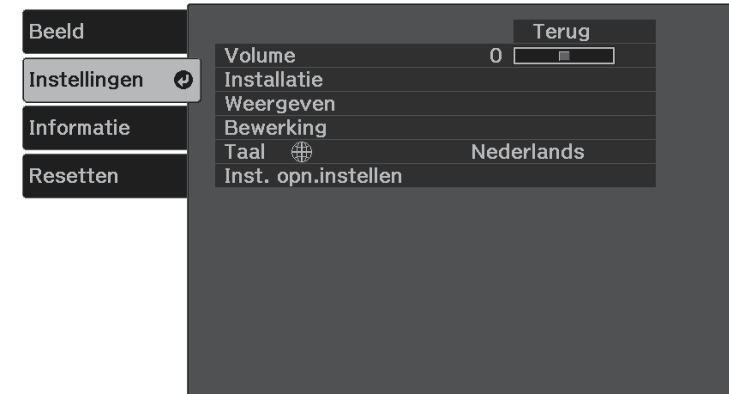 Beeld
Instellingen
Informatie
Resetten
Terug
Volume 0
Installatie
Weergeven
Bewerking
Taal Nederlands
Inst. opn.instellen